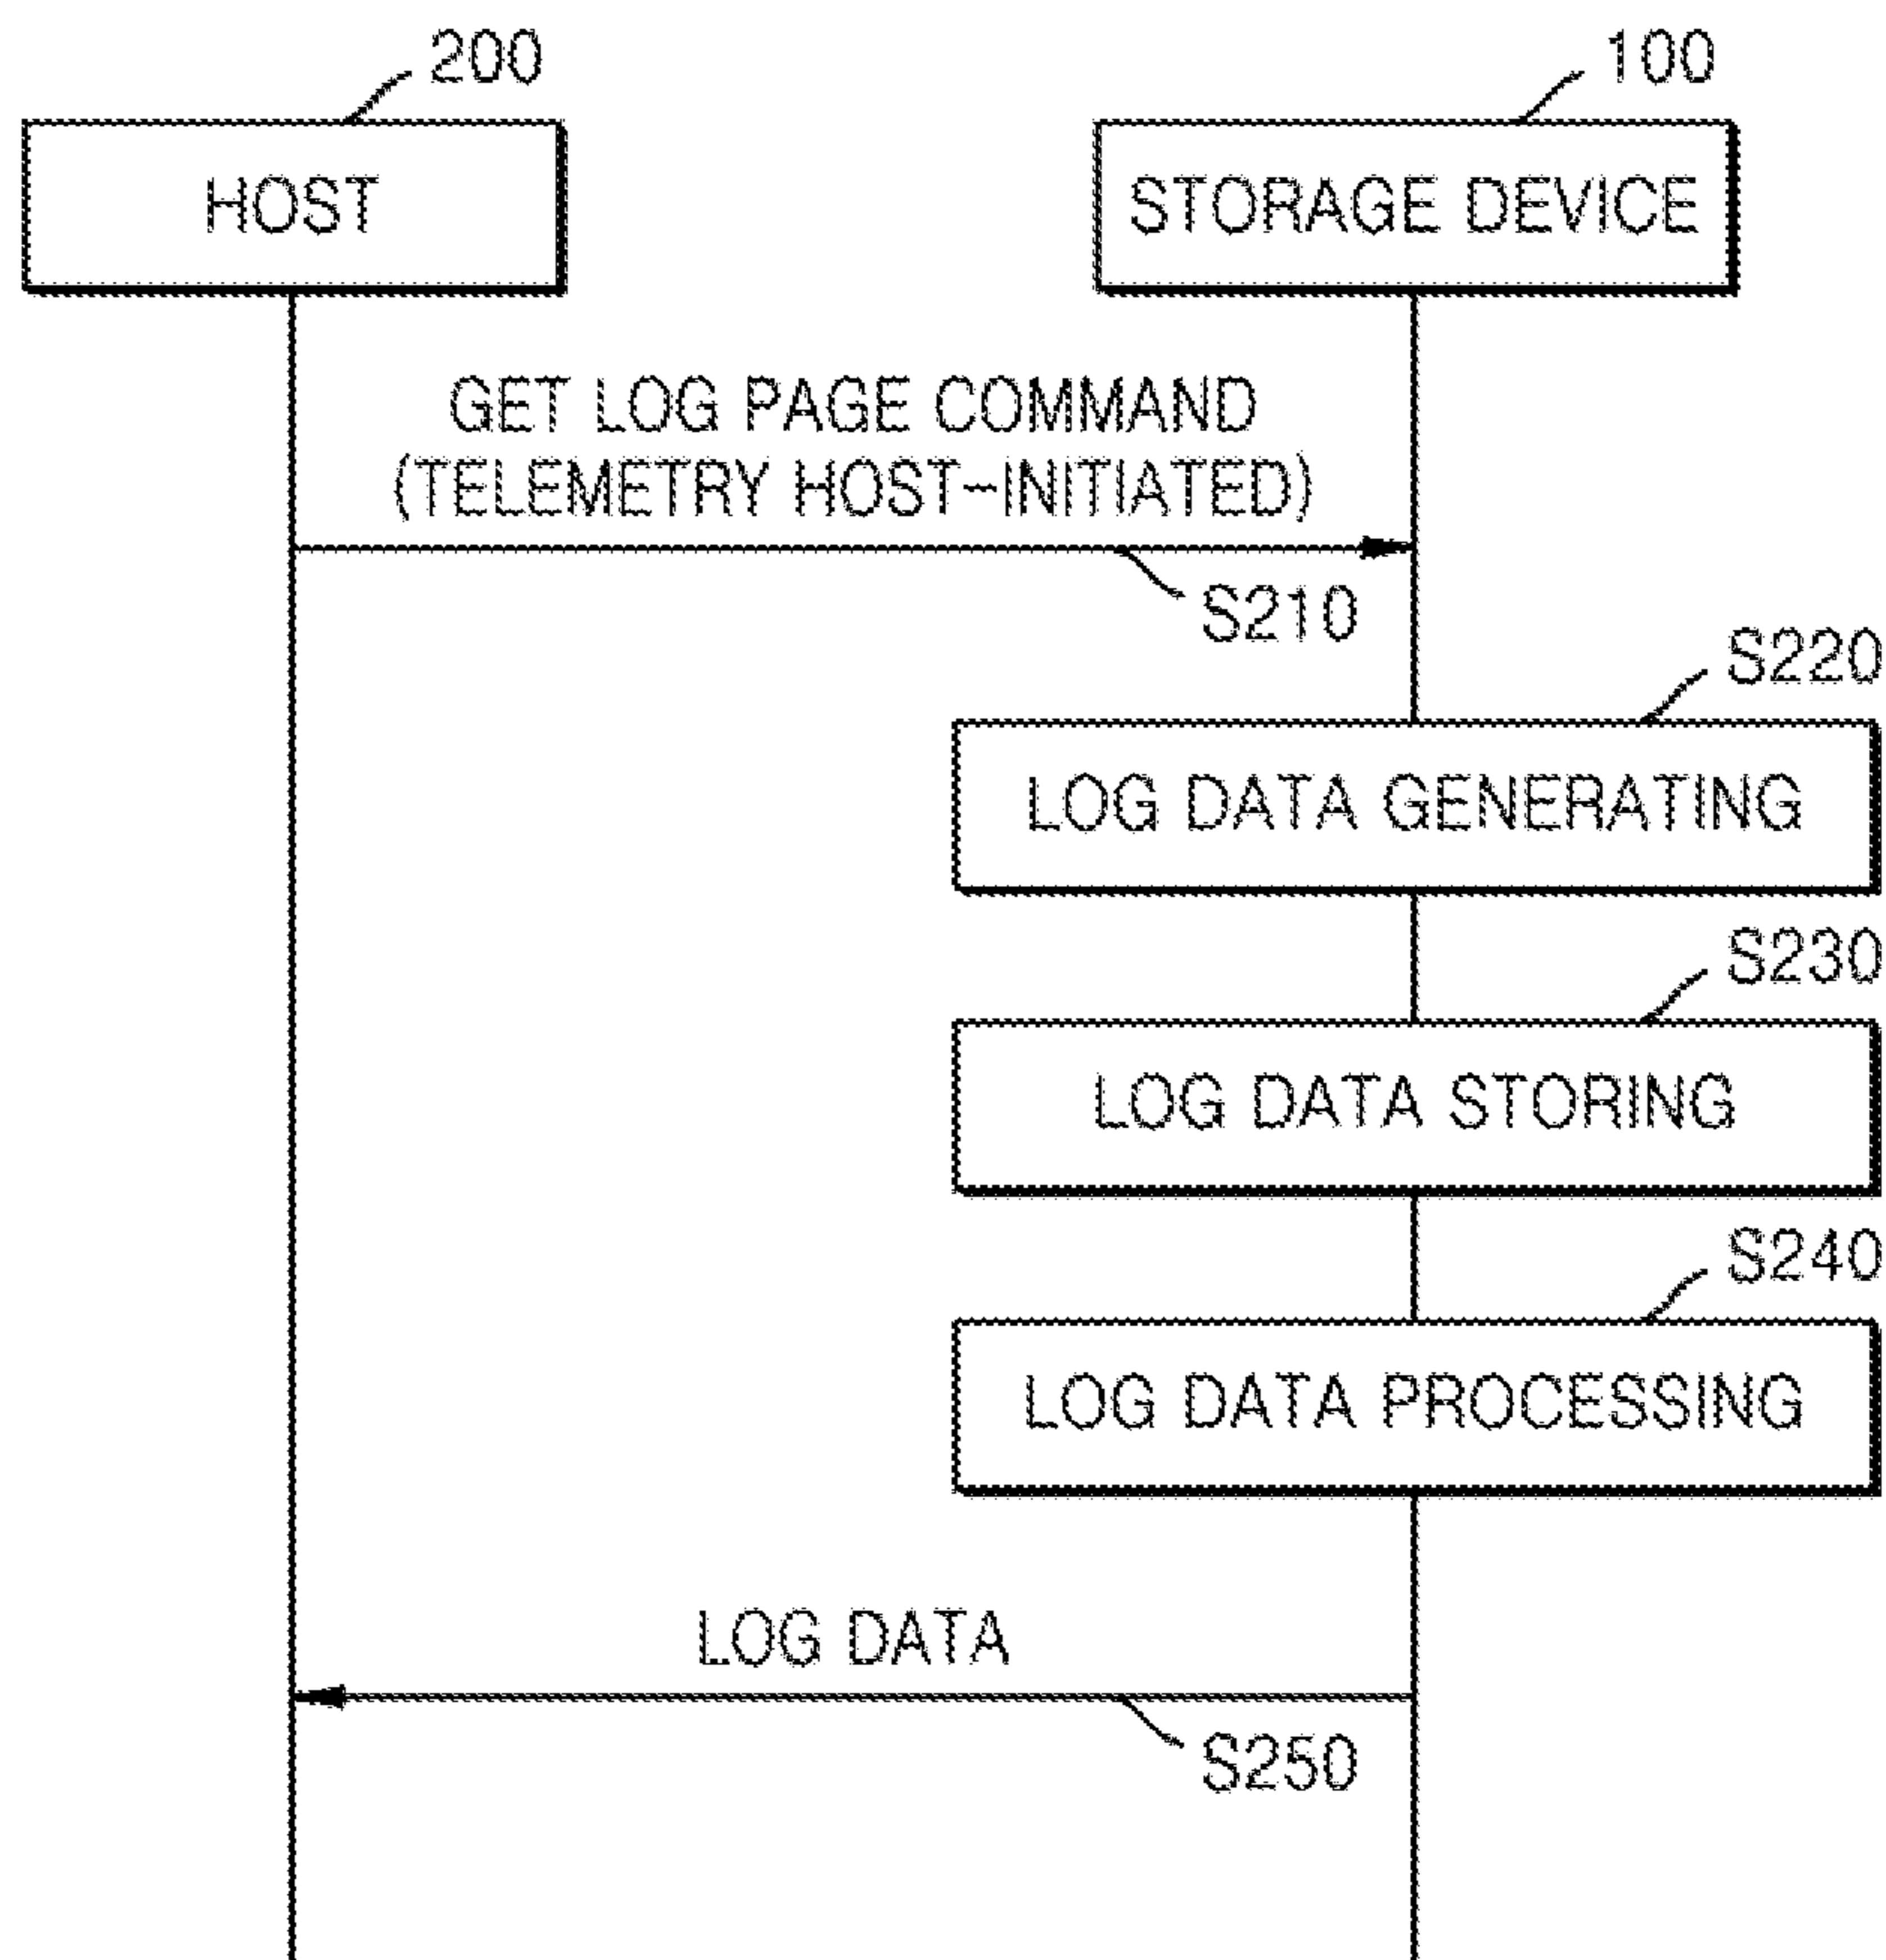 200
100
HOST
STORAGE DEVICE
GET LOG PAGE COMMAND
(TELEMETRY HOST-INITIATED)
S210
S220
LOG DATA GENERATING
S230
LOG DATA STORING
S240
LOG DATA PROCESSING
LOG DATA
S250